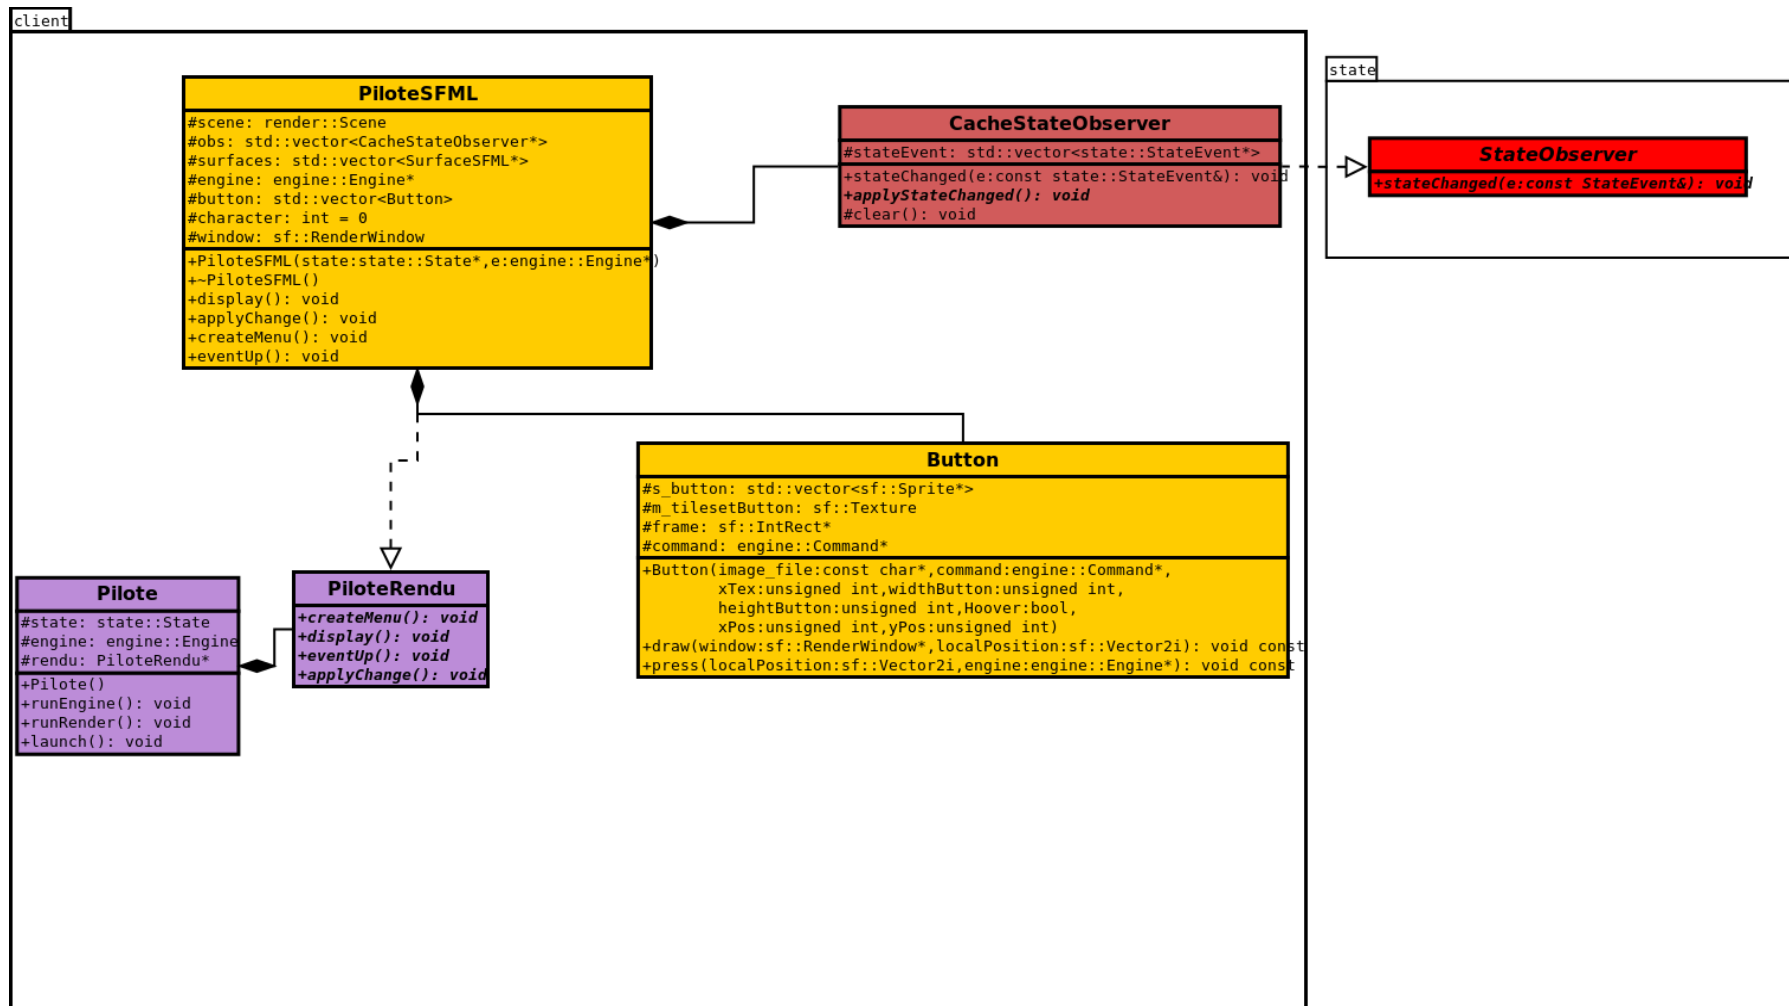 client
PiloteSFML
#scene: render::Scene
#obs: std::vector<CacheStateObserver*>
#surfaces: std::vector<SurfaceSFML*>
#engine: engine::Engine*
#button: std::vector<Button>
#character: int = 0
#window: sf::RenderWindow
+PiloteSFML(state:state::State*,e:engine::Engine*)
+~PiloteSFML()
+display(): void
+applyChange(): void
+createMenu(): void
+eventUp(): void
CacheStateObserver
#stateEvent: std::vector<state::StateEvent*>
+stateChanged(e:const state::StateEvent&): void
+applyStateChanged(): void
#clear(): void
state
StateObserver
+stateChanged(e:const StateEvent&): void
Button
#s_button: std::vector<sf::Sprite*>
#m_tilesetButton: sf::Texture
#frame: sf::IntRect*
#command: engine::Command*
+Button(image_file:const char*,command:engine::Command*,
xTex:unsigned int,widthButton:unsigned int,
heightButton:unsigned int,Hoover:bool,
xPos:unsigned int,yPos:unsigned int)
+draw(window:sf::RenderWindow*,localPosition:sf::Vector2i): void const
+press(localPosition:sf::Vector2i,engine:engine::Engine*): void const
Pilote
#state: state::State
#engine: engine::Engine
#rendu: PiloteRendu*
+Pilote()
+runEngine(): void
+runRender(): void
+launch(): void
PiloteRendu
+createMenu(): void
+display(): void
+eventUp(): void
+applyChange(): void